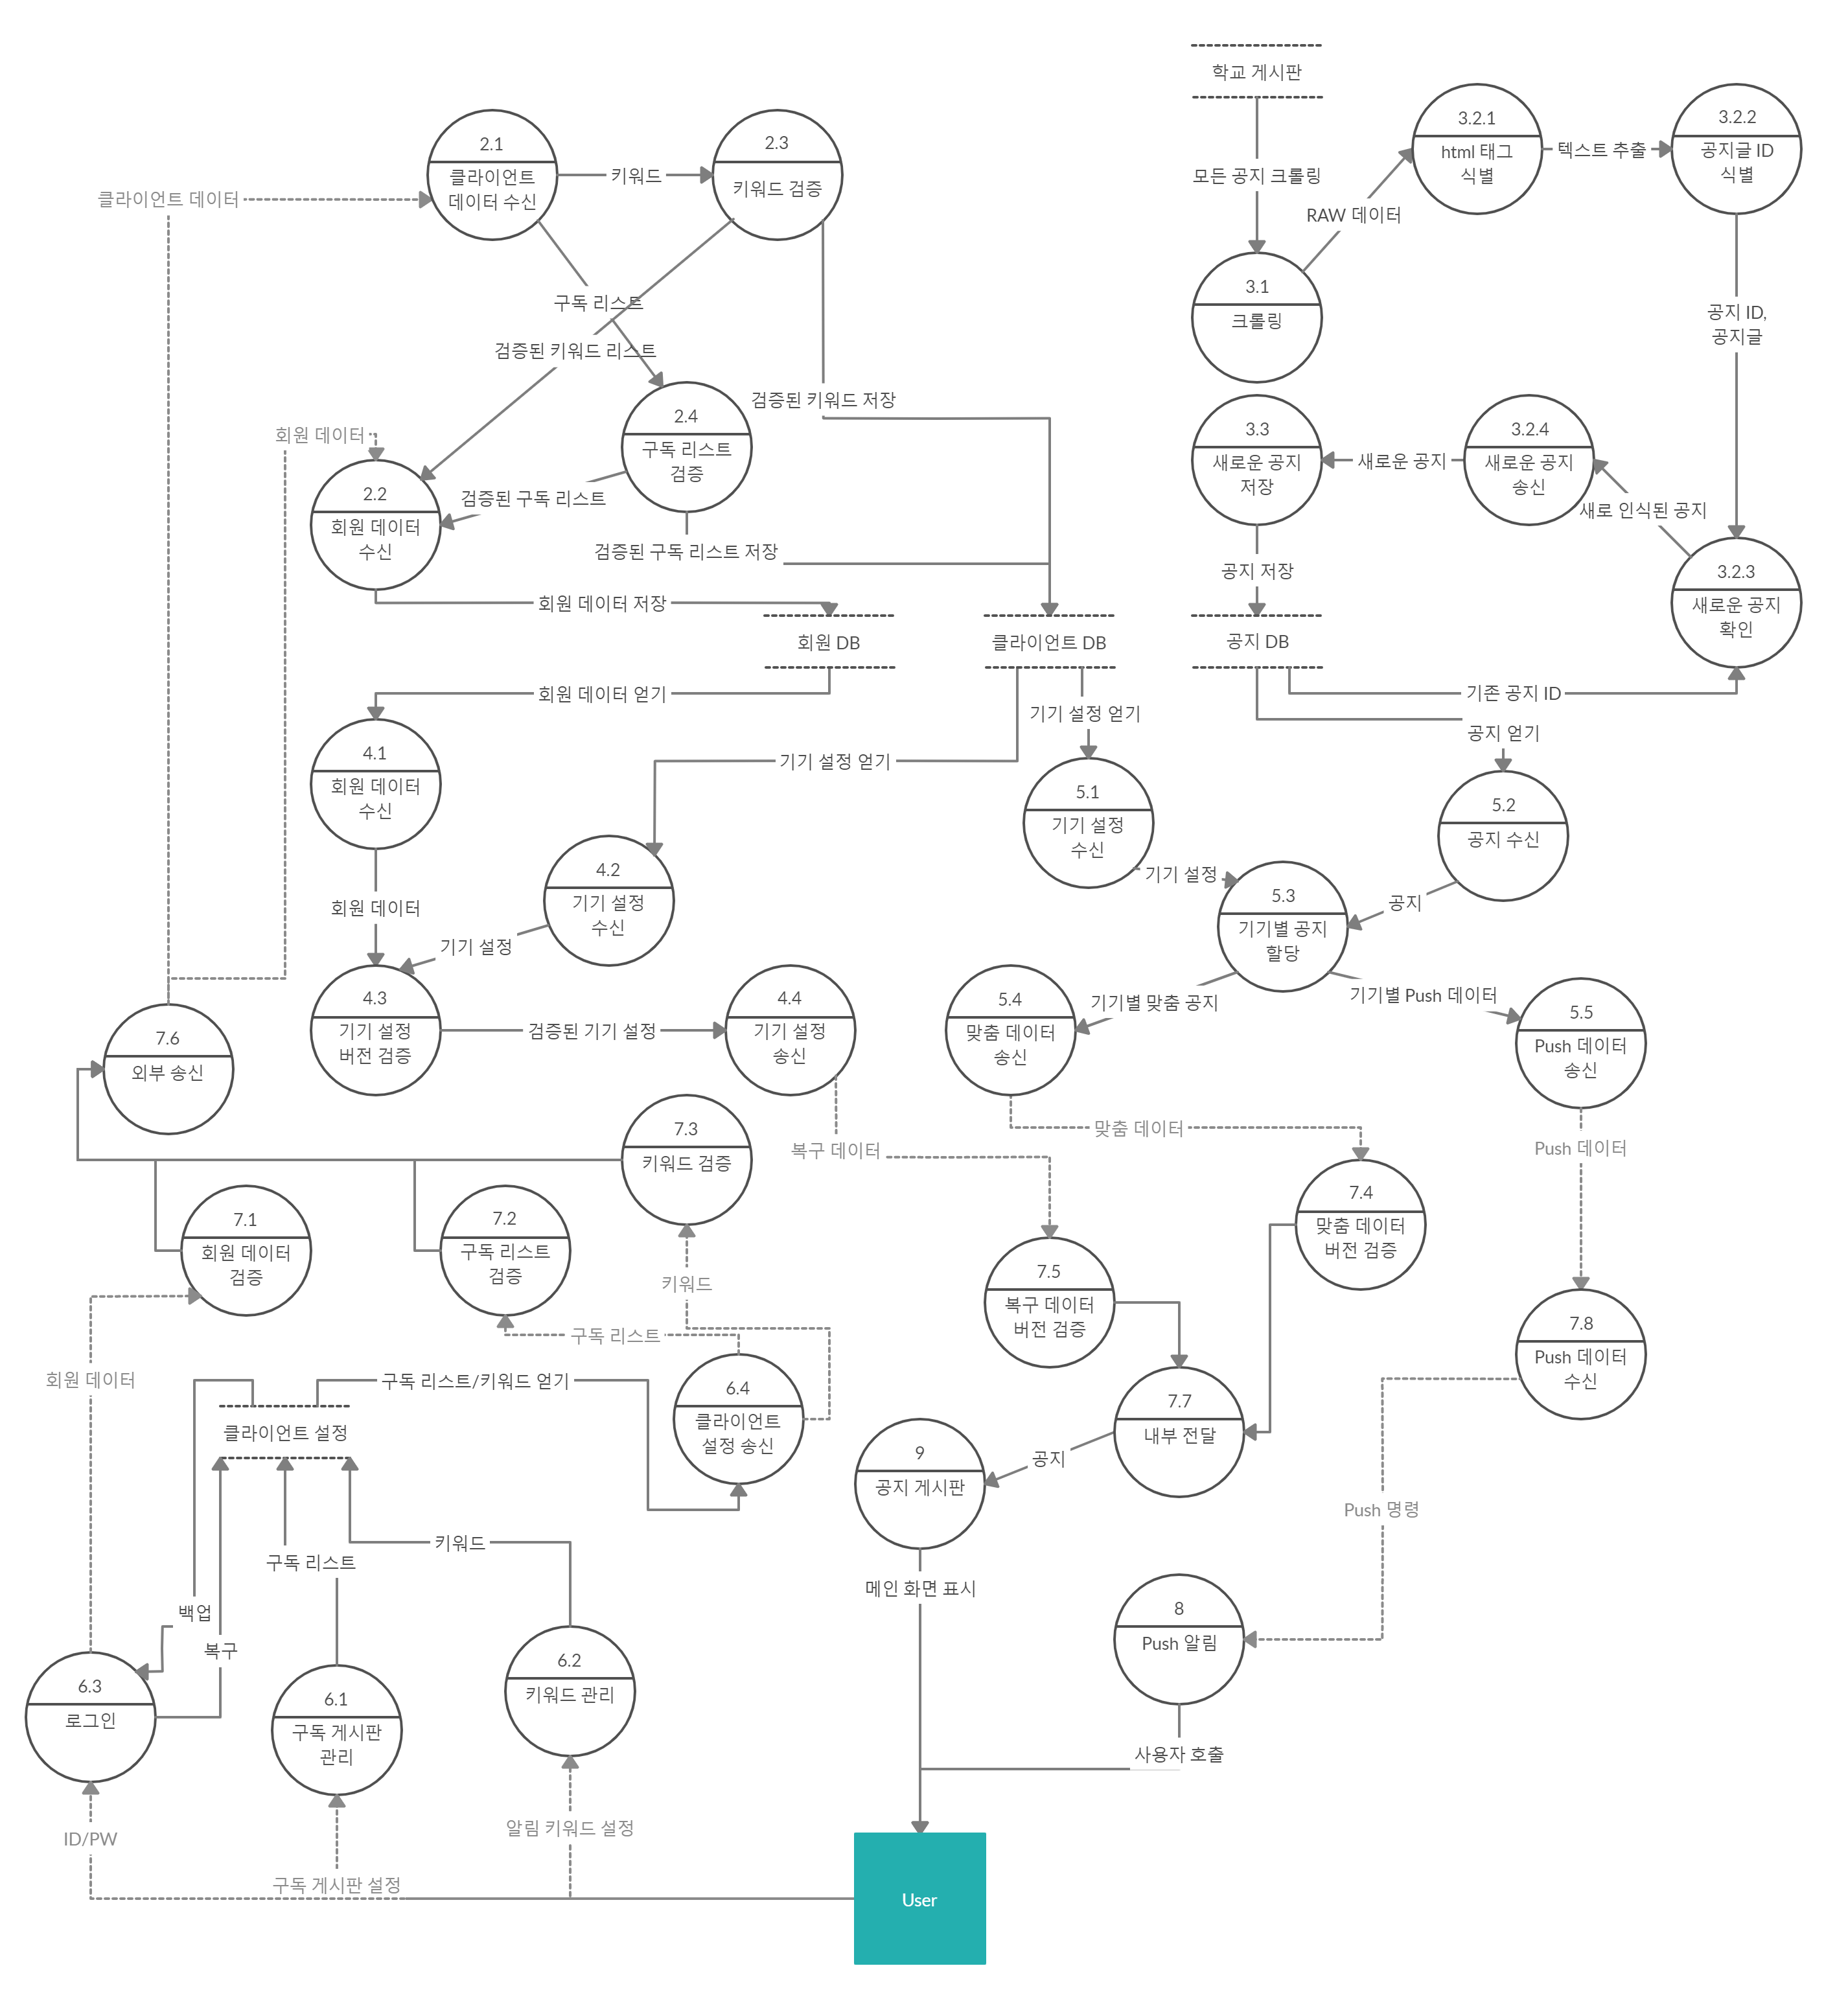 학교 게시판
2.1
클라이언트
데이터 수신
키워드
2.3
키워드 검증
3.2.1
html 태그
식별
텍스트 추출
3.2.2
공지글 ID
식별
클라이언트 데이터
모든 공지 크롤링
RAW 데이터
3.1
크롤링
구독 리스트
공지 ID,
공지글
검증된 키워드 리스트
검증된 키워드 저장
2.4
구독 리스트
검증
회원 데이터
3.3
새로운 공지
저장
새로운 공지
3.2.4
새로운 공지
송신
2.2
회원 데이터
수신
검증된 구독 리스트
새로 인식된 공지
검증된 구독 리스트 저장
공지 저장
3.2.3
새로운 공지
확인
회원 데이터 저장
회원 DB
클라이언트 DB
공지 DB
회원 데이터 얻기
기존 공지 ID
기기 설정 얻기
공지 얻기
4.1
회원 데이터
수신
기기 설정 얻기
5.1
기기 설정
수신
5.2
공지 수신
4.2
기기 설정
수신
기기 설정
5.3
기기별 공지
할당
공지
회원 데이터
기기 설정
4.3
기기 설정
버전 검증
검증된 기기 설정
4.4
기기 설정
송신
5.4
맞춤 데이터
송신
기기별 맞춤 공지
기기별 Push 데이터
5.5
Push 데이터
송신
7.6
외부 송신
7.3
키워드 검증
복구 데이터
맞춤 데이터
Push 데이터
7.1
회원 데이터
검증
7.2
구독 리스트
검증
7.4
맞춤 데이터
버전 검증
키워드
7.5
복구 데이터
버전 검증
구독 리스트
7.8
Push 데이터
수신
회원 데이터
구독 리스트/키워드 얻기
6.4
클라이언트
설정 송신
7.7
내부 전달
클라이언트 설정
9
공지 게시판
공지
Push 명령
키워드
구독 리스트
메인 화면 표시
백업
복구
8
Push 알림
6.3
로그인
6.1
구독 게시판
관리
6.2
키워드 관리
사용자 호출
ID/PW
알림 키워드 설정
구독 게시판 설정
User